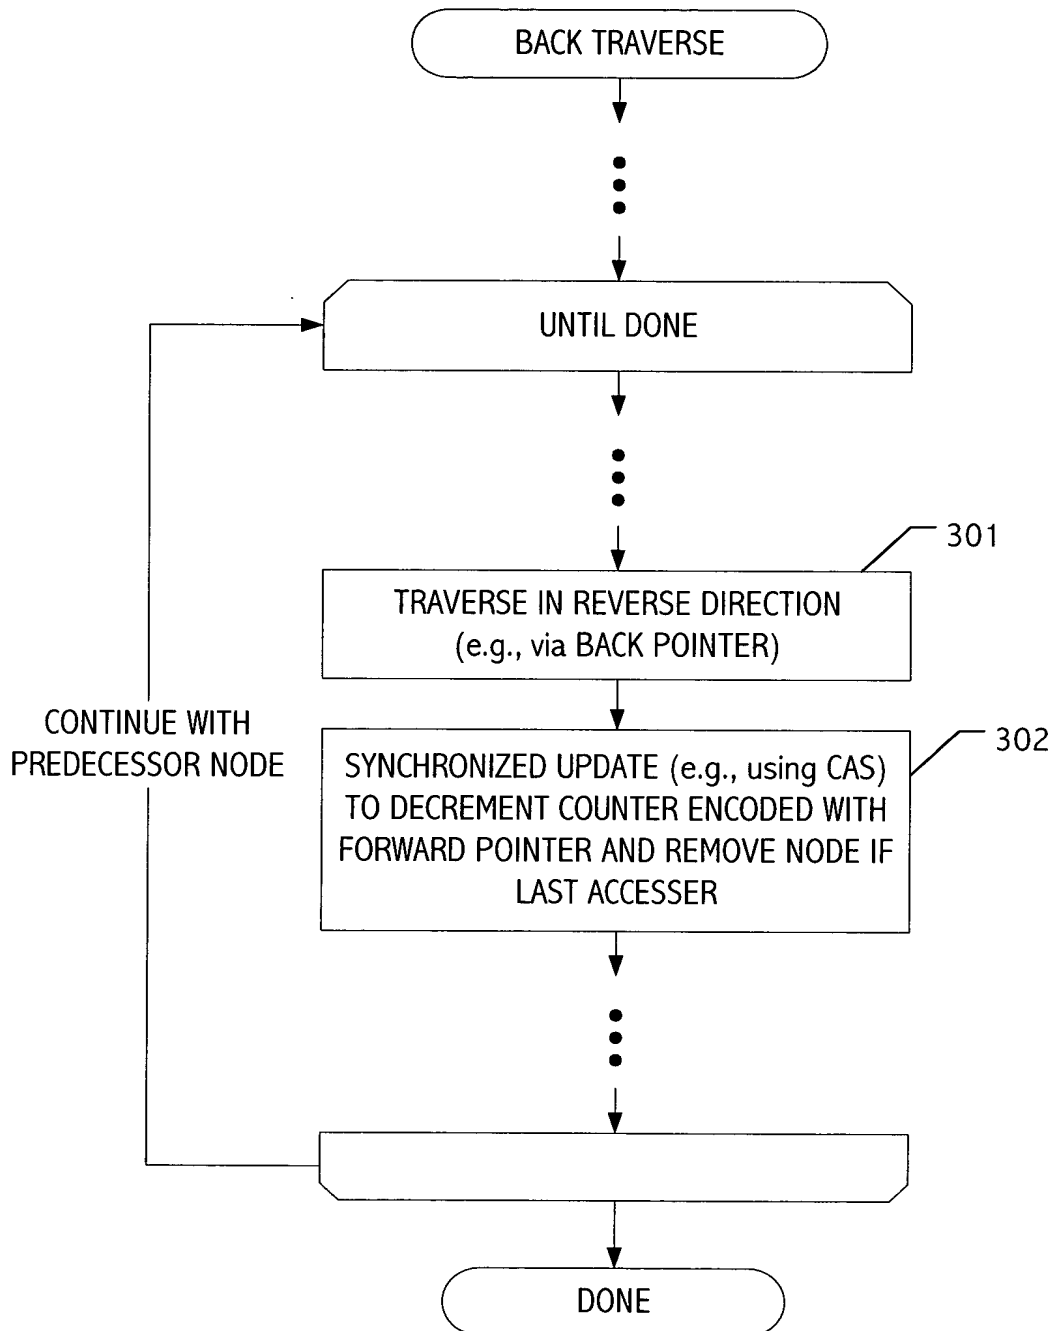 BACK TRAVERSE
UNTIL DONE
301
TRAVERSE IN REVERSE DIRECTION
(e.g., via BACK POINTER)
CONTINUE WITH
PREDECESSOR NODE
302
SYNCHRONIZED UPDATE (e.g., using CAS)
TO DECREMENT COUNTER ENCODED WITH
FORWARD POINTER AND REMOVE NODE IF
LAST ACCESSER
DONE